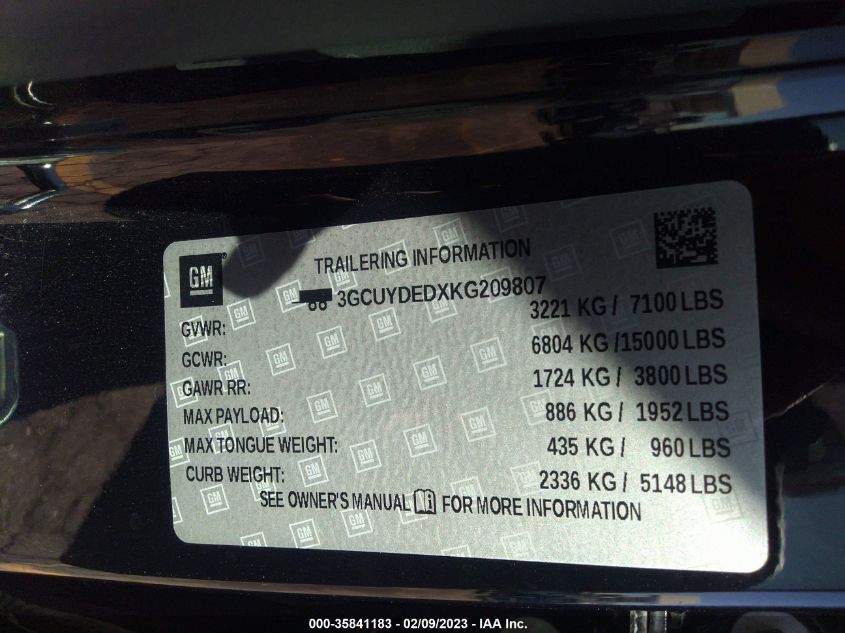 GM
®
TRAILERING INFORMATION
3GCUYDEDXKG209807
GVWR: 3221 KG / 7100 LBS
GCWR: 6804 KG /15000 LBS
GAWR RR: 1724 KG / 3800 LBS
MAX PAYLOAD: 886 KG / 1952 LBS
MAX TONGUE WEIGHT: 435 KG / 960 LBS
CURB WEIGHT: 2336 KG / 5148 LBS
SEE OWNER'S MANUAL FOR MORE INFORMATION
000-35841183 - 02/09/2023 - IAA Inc.